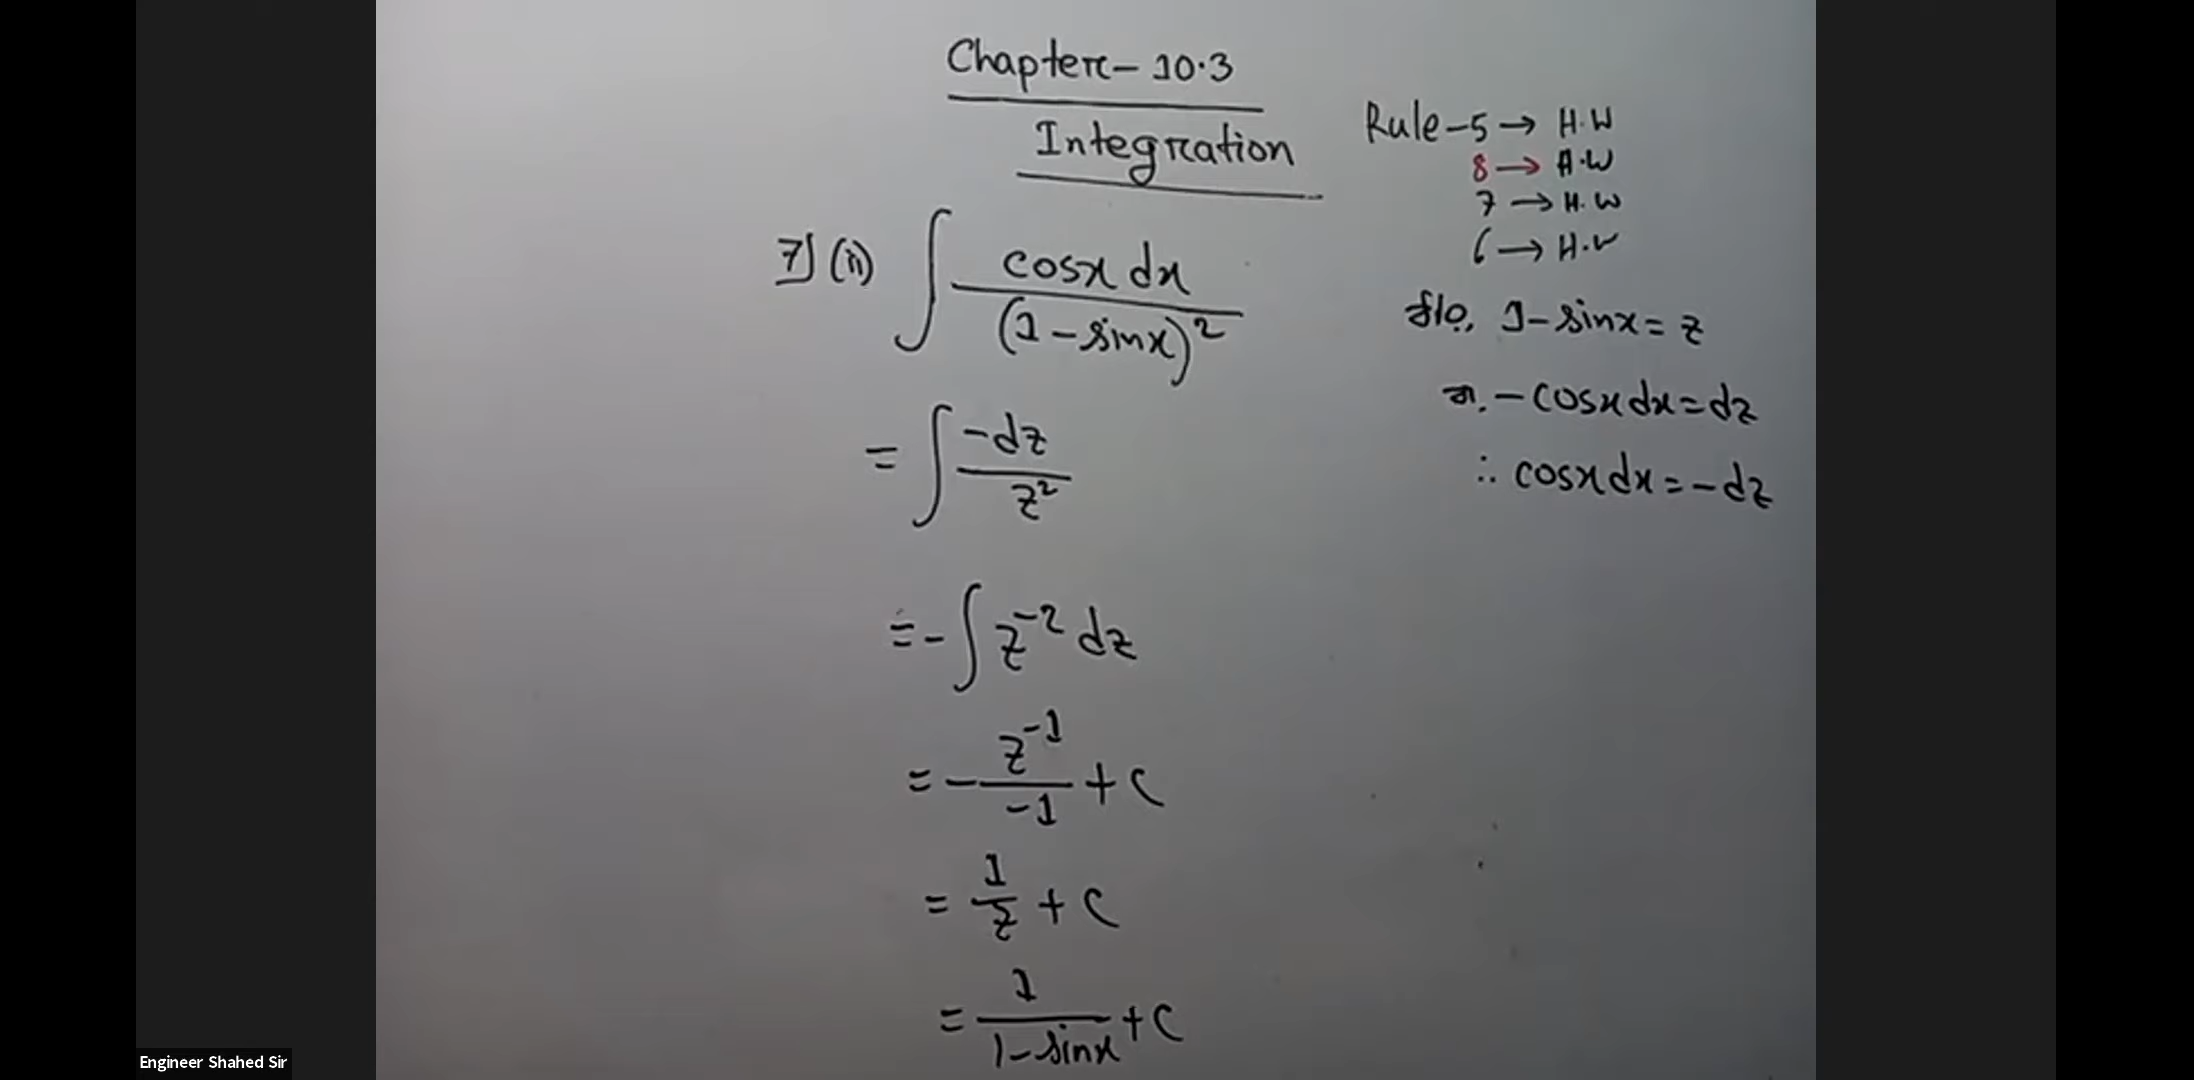 Chapter- 10.3
Integration
Rule-5 → H.W
8 → H.W
7 → H.W
6 → H.W
7) (ii) ∫ cosx dx / (1 - sinx)²
ধরি, 1- sinx = z
বা, - cosx dx = dz
∴ cosx dx = - dz
= ∫ -dz / z²
= - ∫ z⁻² dz
= - z⁻¹ / -1 + c
= 1/z + c
= 1 / 1 - sinx + c
Engineer Shahed Sir